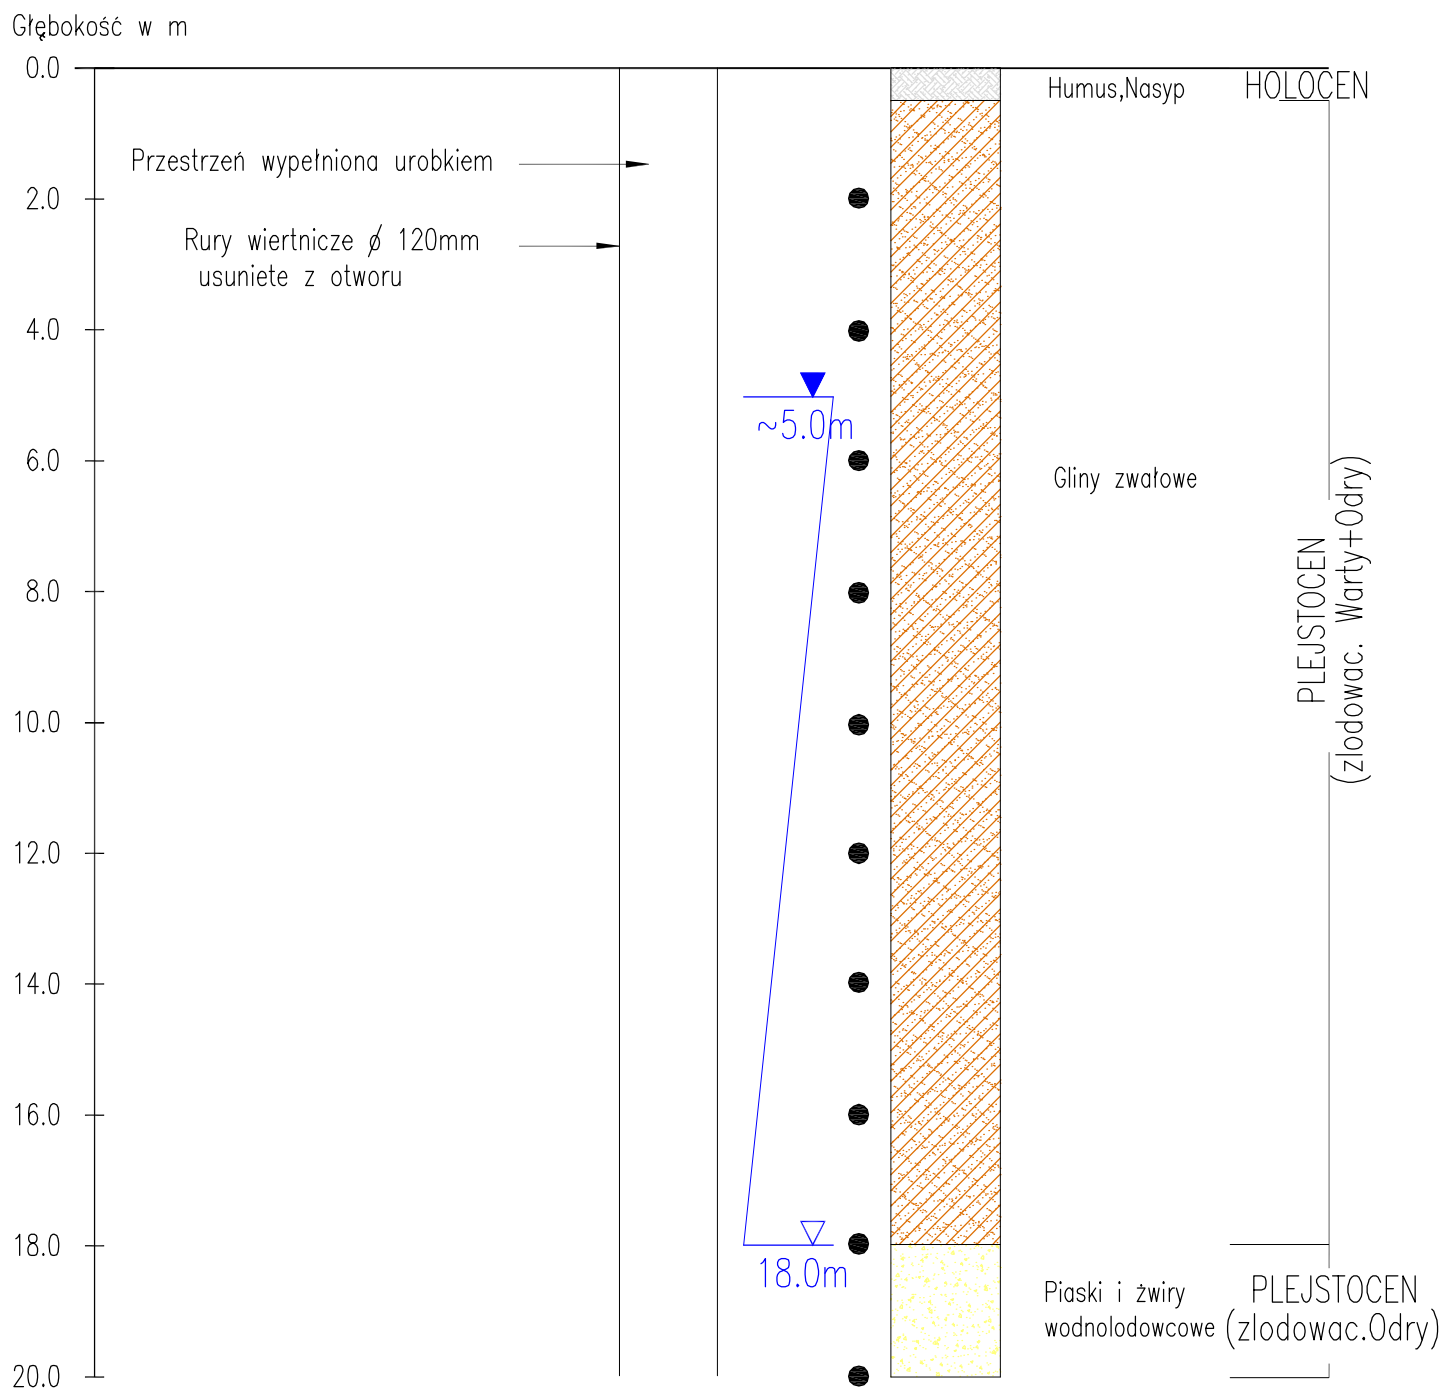 Głębokość w m
0.0
Humus,Nasyp
HOLOCEN
Przestrzeń wypełniona urobkiem
2.0
Rury wiertnicze ϕ 120mm
usuniete z otworu
4.0
~5.0m
6.0
Gliny zwałowe
8.0
PLEJSTOCEN
(zlodowac. Warty+Odry)
10.0
12.0
14.0
16.0
18.0
18.0m
Piaski i żwiry
wodnolodowcowe
PLEJSTOCEN
(zlodowac.Odry)
20.0